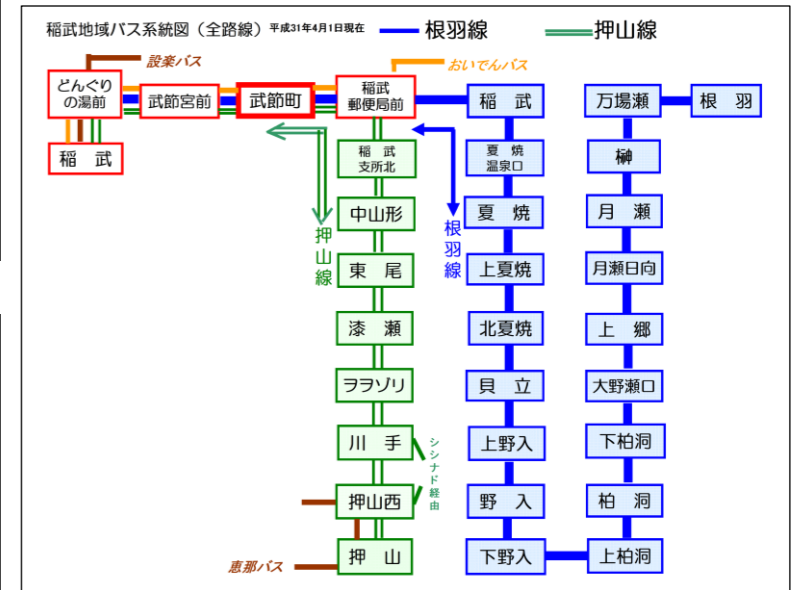 稲武地域バス系統図（全路線）平成31年4月1日現在 根羽線 押山線
設楽バス
おいでんバス
どんぐり
の湯前
武節宮前
武節町
稲武
郵便局前
稲武
万場瀬
根羽
稲武
稲武
支所北
夏焼
温泉口
榊
中山形
夏焼
月瀬
押山線
根羽線
東尾
上夏焼
月瀬日向
漆瀬
北夏焼
上郷
ヲヲゾリ
貝立
大野瀬口
川手
シシナド経由
上野入
下柏洞
押山西
野入
柏洞
恵那バス
押山
下野入
上柏洞